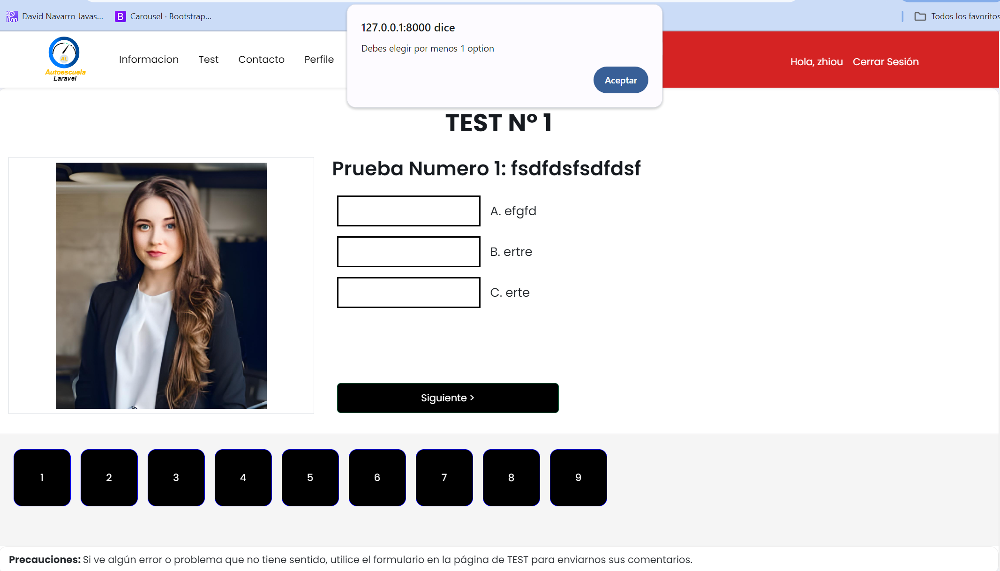 David Navarro Javas...
Carousel · Bootstrap...
Todos los favoritos
127.0.0.1:8000 dice
Debes elegir por menos 1 option
Aceptar
AL
Autoescuela
Laravel
Informacion
Test
Contacto
Perfile
Hola, zhiou
Cerrar Sesión
TEST Nº 1
Prueba Numero 1: fsdfdsfsdfdsf
A. efgfd
B. ertre
C. erte
Siguiente >
1 2 3 4 5 6 7 8 9
Precauciones: Si ve algún error o problema que no tiene sentido, utilice el formulario en la página de TEST para enviarnos sus comentarios.